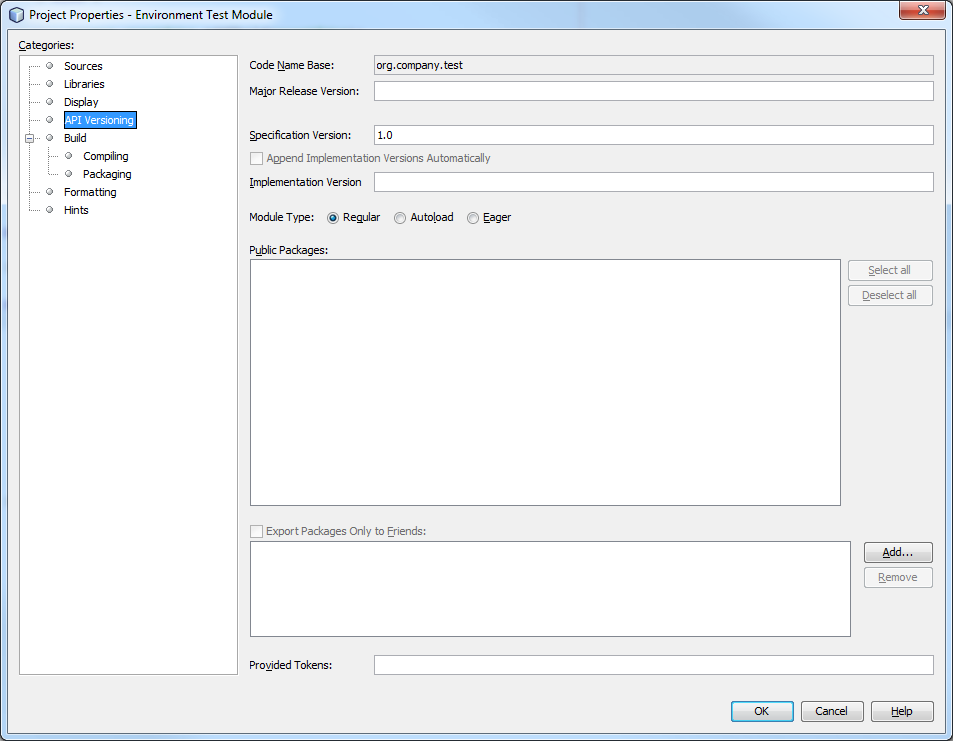 Project Properties - Environment Test Module
Categories:
Sources
Libraries
Display
API Versioning
Build
Compiling
Packaging
Formatting
Hints
Code Name Base: org.company.test
Major Release Version:
Specification Version: 1.0
Append Implementation Versions Automatically
Implementation Version
Module Type: Regular Autoload Eager
Public Packages:
Select all
Deselect all
Export Packages Only to Friends:
Add...
Remove
Provided Tokens:
OK Cancel Help